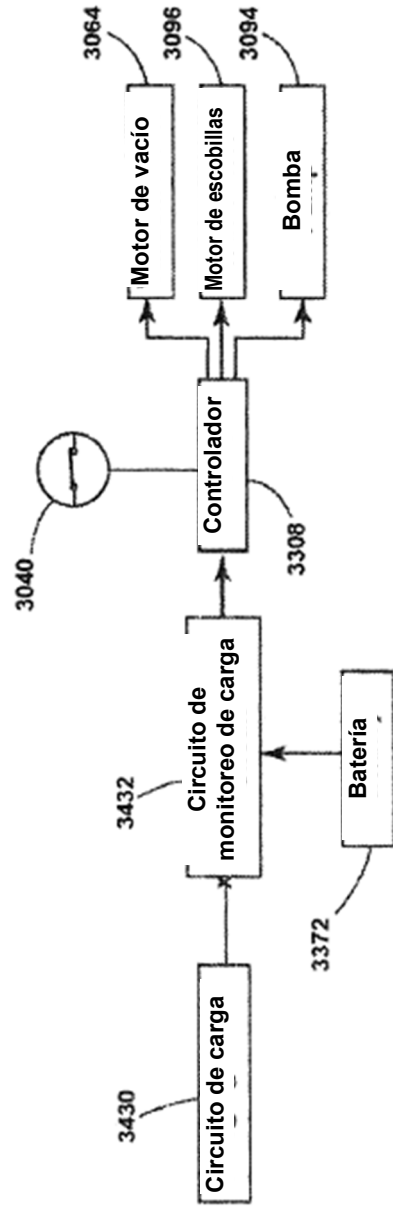 3430
Circuito de carga
3432
Circuito de
monitoreo de carga
3372
Batería
3040
Controlador
3308
Motor de vacío
3064
Motor de escobillas
3096
Bomba
3094